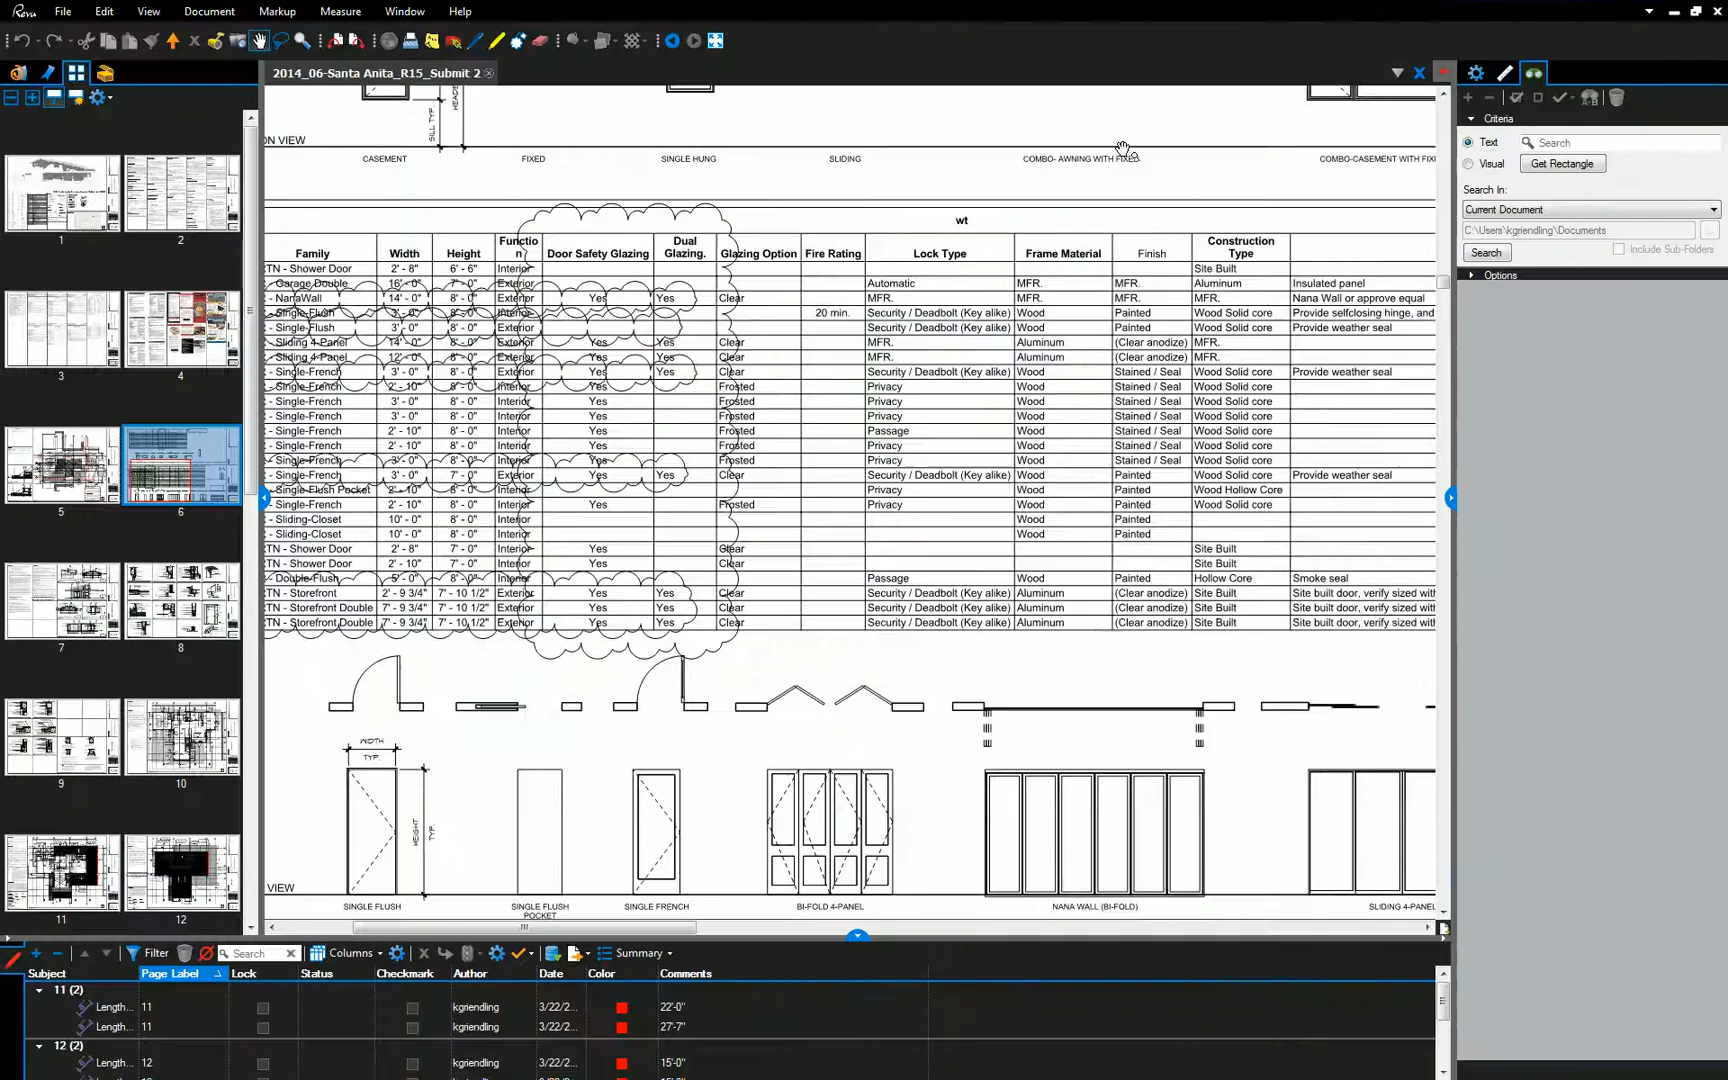 Revu File Edit View Document Markup Measure Window Help
2014_06-Santa Anita_R15_Submit 2
Criteria
Text Search
Visual Get Rectangle
Search In:
Current Document
C:\Users\kgriendling\Documents
Search Include Sub-Folders
Options
1 2
3 4
5 6
7 8
9 10
11 12
SILL TYP.
ON VIEW
CASEMENT FIXED SINGLE HUNG SLIDING COMBO- AWNING WITH FIXED COMBO-CASEMENT WITH FIX
wt
Family Width Height Function Door Safety Glazing Dual Glazing. Glazing Option Fire Rating Lock Type Frame Material Finish Construction Type
TN - Shower Door 2' - 8" 6' - 6" Interior Site Built
- Garage Double 16' - 0" 7' - 0" Exterior Automatic MFR. MFR. Aluminum Insulated panel
- NanaWall 14' - 0" 8' - 0" Exterior Yes Yes Clear MFR. MFR. MFR. MFR. Nana Wall or approve equal
- Single-Flush 3' - 0" 8' - 0" Interior 20 min. Security / Deadbolt (Key alike) Wood Painted Wood Solid core Provide selfclosing hinge, and
- Single-Flush 3' - 0" 8' - 0" Exterior Security / Deadbolt (Key alike) Wood Painted Wood Solid core Provide weather seal
- Sliding 4-Panel 14' - 0" 8' - 0" Exterior Yes Yes Clear MFR. Aluminum (Clear anodize) MFR.
- Sliding 4-Panel 12' - 0" 8' - 0" Exterior Yes Yes Clear MFR. Aluminum (Clear anodize) MFR.
- Single-French 3' - 0" 8' - 0" Exterior Yes Yes Clear Security / Deadbolt (Key alike) Wood Stained / Seal Wood Solid core Provide weather seal
- Single-French 2' - 10" 8' - 0" Interior Yes Frosted Privacy Wood Stained / Seal Wood Solid core
- Single-French 3' - 0" 8' - 0" Interior Yes Frosted Privacy Wood Stained / Seal Wood Solid core
- Single-French 3' - 0" 8' - 0" Interior Yes Frosted Privacy Wood Stained / Seal Wood Solid core
- Single-French 2' - 10" 8' - 0" Interior Yes Frosted Passage Wood Stained / Seal Wood Solid core
- Single-French 2' - 10" 8' - 0" Interior Yes Frosted Privacy Wood Stained / Seal Wood Solid core
- Single-French 3' - 0" 8' - 0" Interior Yes Frosted Privacy Wood Stained / Seal Wood Solid core
- Single-French 3' - 0" 7' - 0" Exterior Yes Yes Clear Security / Deadbolt (Key alike) Wood Painted Wood Solid core Provide weather seal
- Single-Flush Pocket 2' - 10" 8' - 0" Interior Privacy Wood Painted Wood Hollow Core
- Single-French 2' - 10" 8' - 0" Interior Yes Frosted Privacy Wood Painted Wood Solid core
- Sliding-Closet 10' - 0" 8' - 0" Interior Wood Painted
- Sliding-Closet 10' - 0" 8' - 0" Interior Wood Painted
TN - Shower Door 2' - 8" 7' - 0" Interior Yes Clear Site Built
TN - Shower Door 2' - 10" 7' - 0" Interior Yes Clear Site Built
- Double-Flush 5' - 0" 8' - 0" Interior Passage Wood Painted Hollow Core Smoke seal
TN - Storefront 2' - 9 3/4" 7' - 10 1/2" Exterior Yes Yes Clear Security / Deadbolt (Key alike) Aluminum (Clear anodize) Site Built Site built door, verify sized with
TN - Storefront Double 7' - 9 3/4" 7' - 10 1/2" Exterior Yes Yes Clear Security / Deadbolt (Key alike) Aluminum (Clear anodize) Site Built Site built door, verify sized with
TN - Storefront Double 7' - 9 3/4" 7' - 10 1/2" Exterior Yes Yes Clear Security / Deadbolt (Key alike) Aluminum (Clear anodize) Site Built Site built door, verify sized with
WIDTH
TYP.
HEIGHT
TYP.
VIEW
SINGLE FLUSH SINGLE FLUSH POCKET SINGLE FRENCH BI-FOLD 4-PANEL NANA WALL (BI-FOLD) SLIDING 4-PANEL
Filter Search Columns Summary
Subject Page Label Lock Status Checkmark Author Date Color Comments
11 (2)
Length... 11 kgriendling 3/22/2... 22'-0"
Length... 11 kgriendling 3/22/2... 27'-7"
12 (2)
Length... 12 kgriendling 3/22/2... 15'-0"